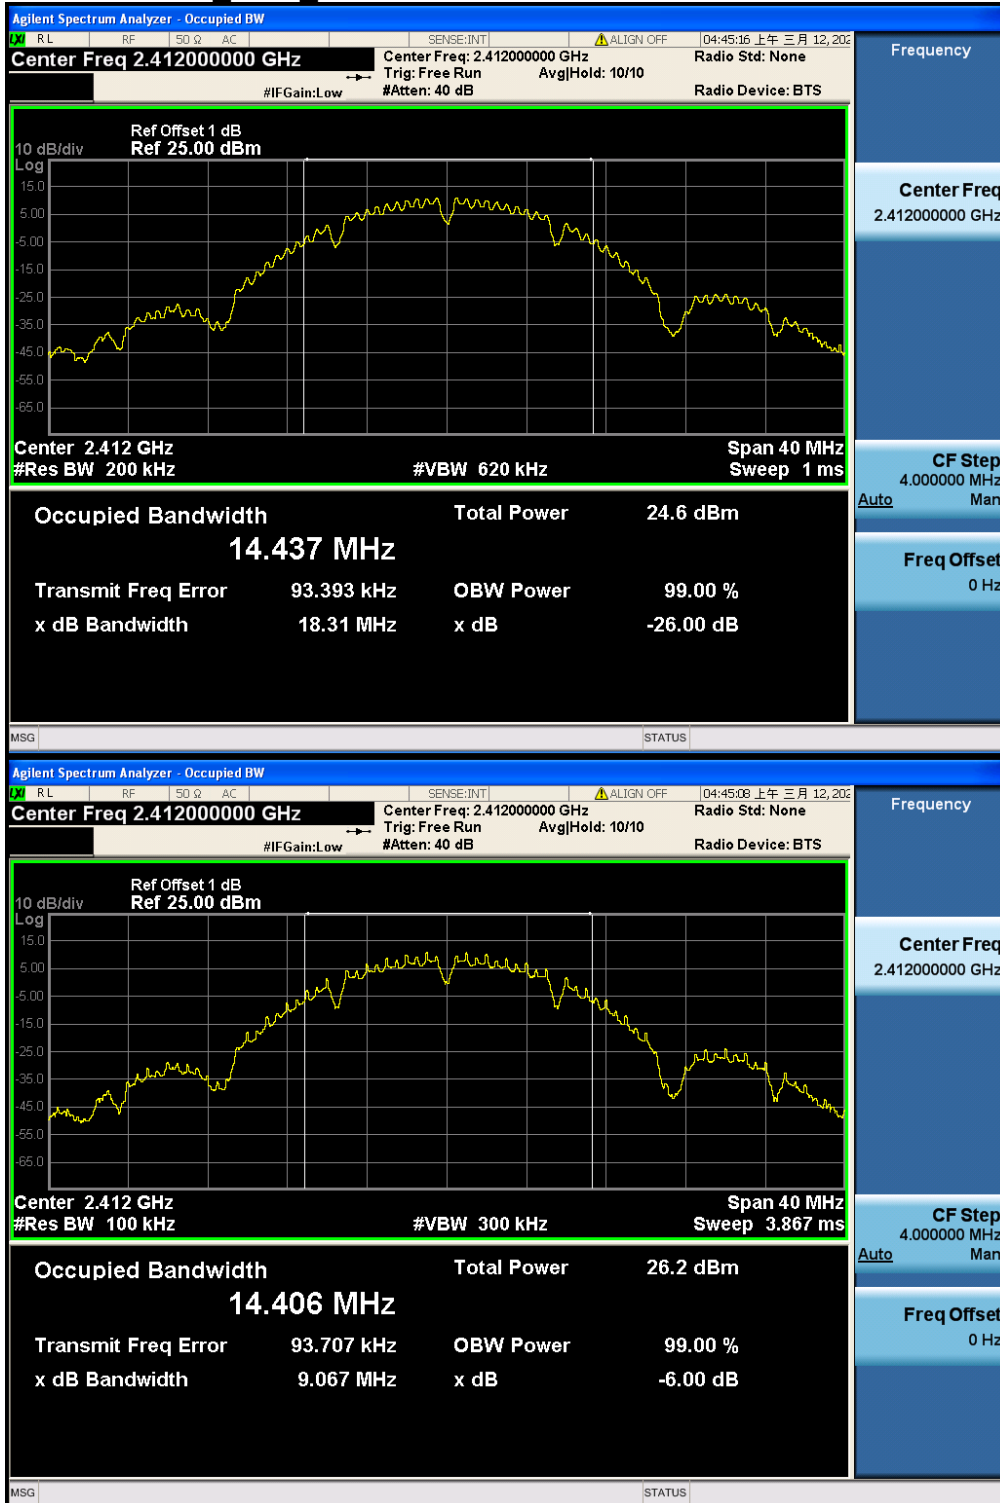 Agilent Spectrum Analyzer - Occupied BW
LXI RL RF 50 Ω AC SENSE:INT ALIGN OFF 04:45:16 上午 三月 12, 202
Center Freq 2.412000000 GHz
Center Freq: 2.412000000 GHz
Radio Std: None
Trig: Free Run Avg|Hold: 10/10
#IFGain:Low #Atten: 40 dB Radio Device: BTS
Ref Offset 1 dB
10 dB/div Ref 25.00 dBm
Log
15.0
5.00
-5.00
-15.0
-25.0
-35.0
-45.0
-55.0
-65.0
Center 2.412 GHz Span 40 MHz
#Res BW 200 kHz #VBW 620 kHz Sweep 1 ms
Occupied Bandwidth Total Power 24.6 dBm
14.437 MHz
Transmit Freq Error 93.393 kHz OBW Power 99.00 %
x dB Bandwidth 18.31 MHz x dB -26.00 dB
MSG STATUS
Frequency
Center Freq
2.412000000 GHz
CF Step
4.000000 MHz
Auto Man
Freq Offset
0 Hz
Agilent Spectrum Analyzer - Occupied BW
LXI RL RF 50 Ω AC SENSE:INT ALIGN OFF 04:45:08 上午 三月 12, 202
Center Freq 2.412000000 GHz
Center Freq: 2.412000000 GHz
Radio Std: None
Trig: Free Run Avg|Hold: 10/10
#IFGain:Low #Atten: 40 dB Radio Device: BTS
Ref Offset 1 dB
10 dB/div Ref 25.00 dBm
Log
15.0
5.00
-5.00
-15.0
-25.0
-35.0
-45.0
-55.0
-65.0
Center 2.412 GHz Span 40 MHz
#Res BW 100 kHz #VBW 300 kHz Sweep 3.867 ms
Occupied Bandwidth Total Power 26.2 dBm
14.406 MHz
Transmit Freq Error 93.707 kHz OBW Power 99.00 %
x dB Bandwidth 9.067 MHz x dB -6.00 dB
MSG STATUS
Frequency
Center Freq
2.412000000 GHz
CF Step
4.000000 MHz
Auto Man
Freq Offset
0 Hz